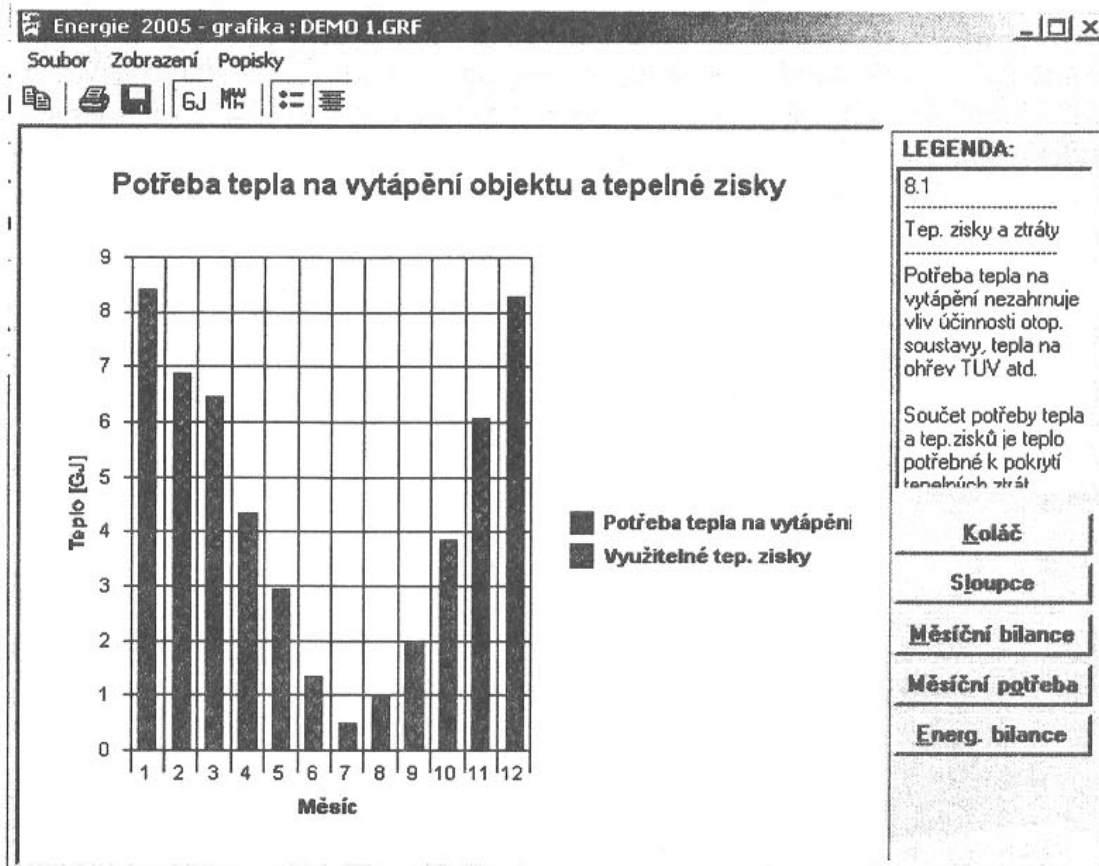 Energie 2005 - grafika : DEMO 1.GRF
Soubor Zobrazení Popisky
GJ MWh
Potřeba tepla na vytápění objektu a tepelné zisky
9
8
7
6
5
4
3
2
1
0
Teplo [GJ]
1 2 3 4 5 6 7 8 9 10 11 12
Měsíc
Potřeba tepla na vytápění
Využitelné tep. zisky
LEGENDA:
8.1
Tep. zisky a ztráty
Potřeba tepla na
vytápění nezahrnuje
vliv účinnosti otop.
soustavy, tepla na
ohřev TUV atd.
Součet potřeby tepla
a tep.zisků je teplo
potřebné k pokrytí
tepelných ztrát
Koláč
Sloupce
Měsíční bilance
Měsíční potřeba
Energ. bilance